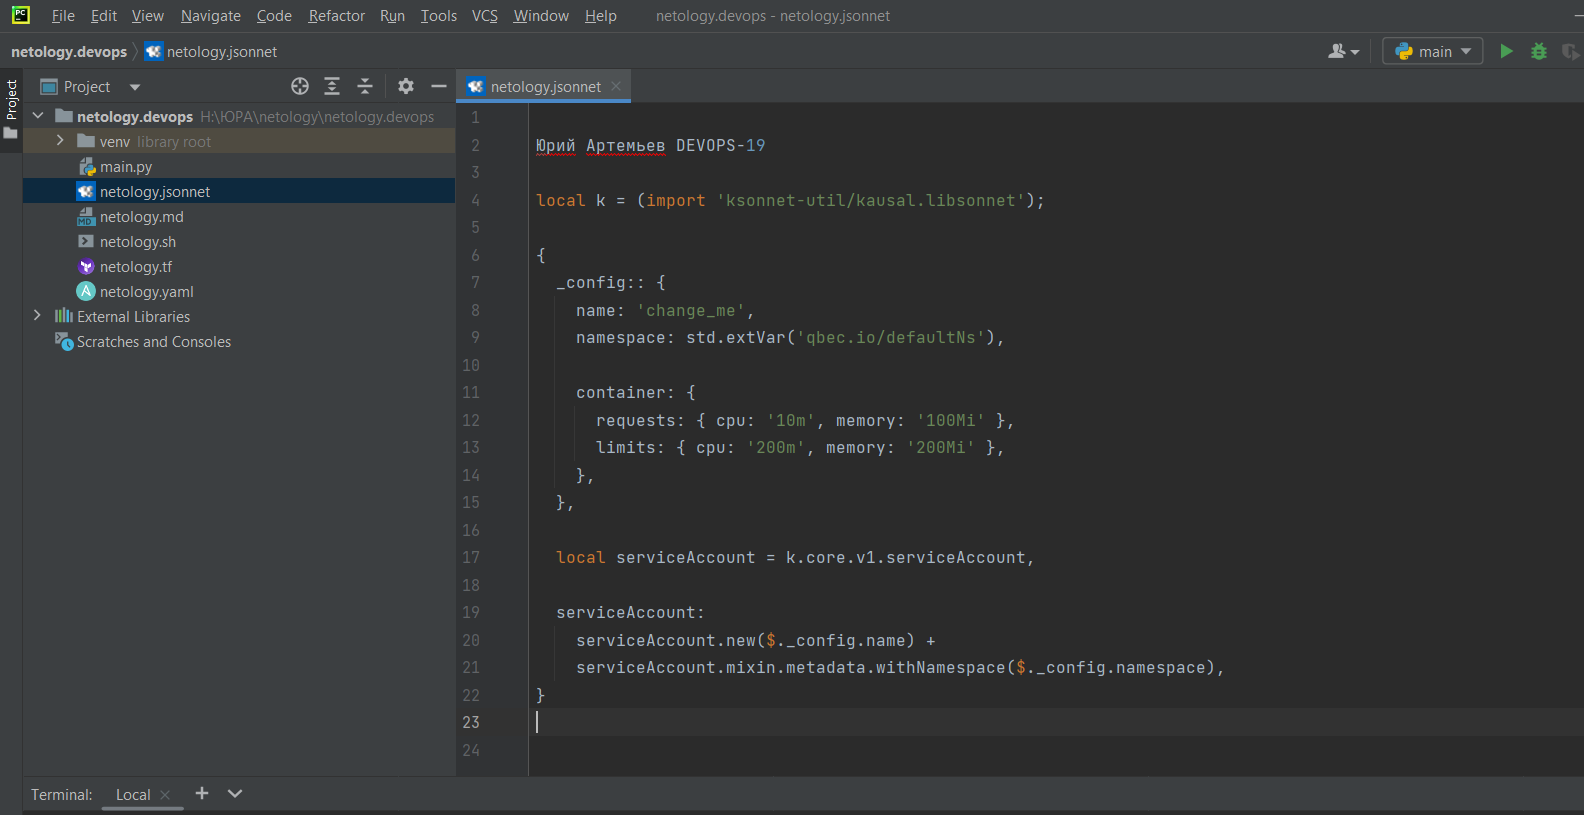 PC File Edit View Navigate Code Refactor Run Tools VCS Window Help netology.devops - netology.jsonnet
netology.devops netology.jsonnet main
Project
Project
netology.devops H:\ЮРА\netology\netology.devops
venv library root
main.py
netology.jsonnet
netology.md
netology.sh
netology.tf
netology.yaml
External Libraries
Scratches and Consoles
netology.jsonnet
1
2 Юрий Артемьев DEVOPS-19
3
4 local k = (import 'ksonnet-util/kausal.libsonnet');
5
6 {
7 _config:: {
8 name: 'change_me',
9 namespace: std.extVar('qbec.io/defaultNs'),
10
11 container: {
12 requests: { cpu: '10m', memory: '100Mi' },
13 limits: { cpu: '200m', memory: '200Mi' },
14 },
15 },
16
17 local serviceAccount = k.core.v1.serviceAccount,
18
19 serviceAccount:
20 serviceAccount.new($._config.name) +
21 serviceAccount.mixin.metadata.withNamespace($._config.namespace),
22 }
23
24
Terminal: Local